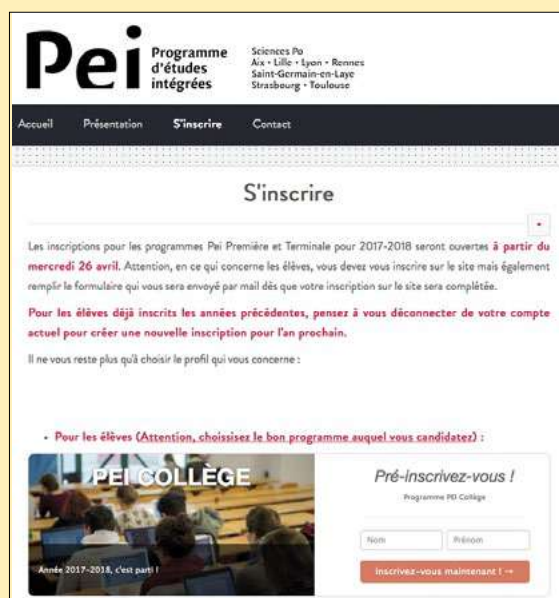 Pei Programme
d'études
intégrées
Sciences Po
Aix • Lille • Lyon • Rennes
Saint-Germain-en-Laye
Strasbourg • Toulouse
Accueil Présentation S'inscrire Contact
S'inscrire
Les inscriptions pour les programmes Pei Première et Terminale pour 2017-2018 seront ouvertes à partir du
mercredi 26 avril. Attention, en ce qui concerne les élèves, vous devez vous inscrire sur le site mais également
remplir le formulaire qui vous sera envoyé par mail dès que votre inscription sur le site sera complétée.
Pour les élèves déjà inscrits les années précédentes, pensez à vous déconnecter de votre compte
actuel pour créer une nouvelle inscription pour l'an prochain.
Il ne vous reste plus qu'à choisir le profil qui vous concerne :
• Pour les élèves (Attention, choissisez le bon programme auquel vous candidatez) :
PEI COLLÈGE
Année 2017-2018, c'est parti !
Pré-inscrivez-vous !
Programme PEI Collège
Nom Prénom
Inscrivez-vous maintenant ! →